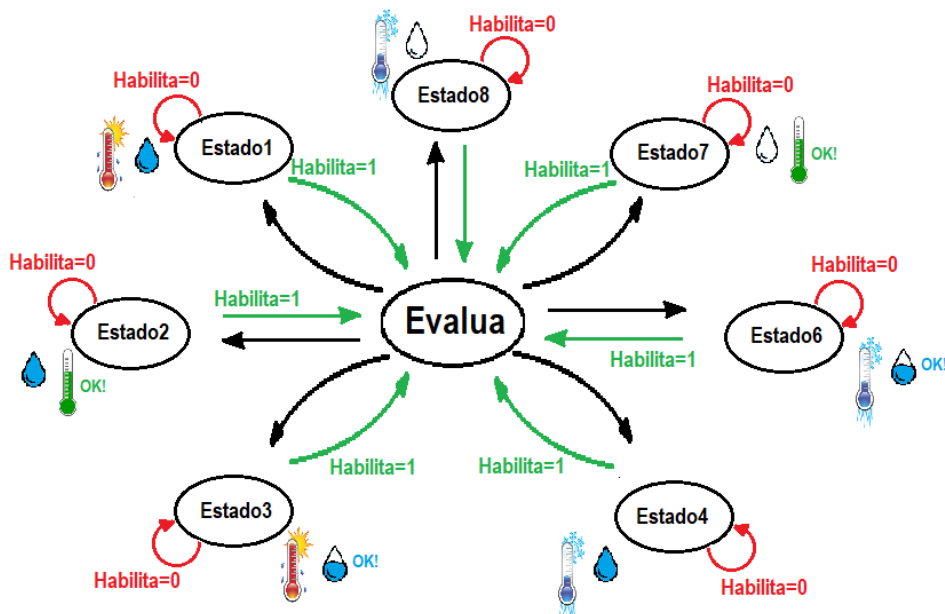 Habilita=0
Estado8
Habilita=0
Estado1
Habilita=1
Habilita=0
Estado7
OK!
Habilita=1
Habilita=0
Estado2
OK!
Habilita=1
Evalua
Habilita=0
Estado6
OK!
Habilita=1
Habilita=1
Estado3
OK!
Habilita=0
Habilita=1
Estado4
Habilita=0